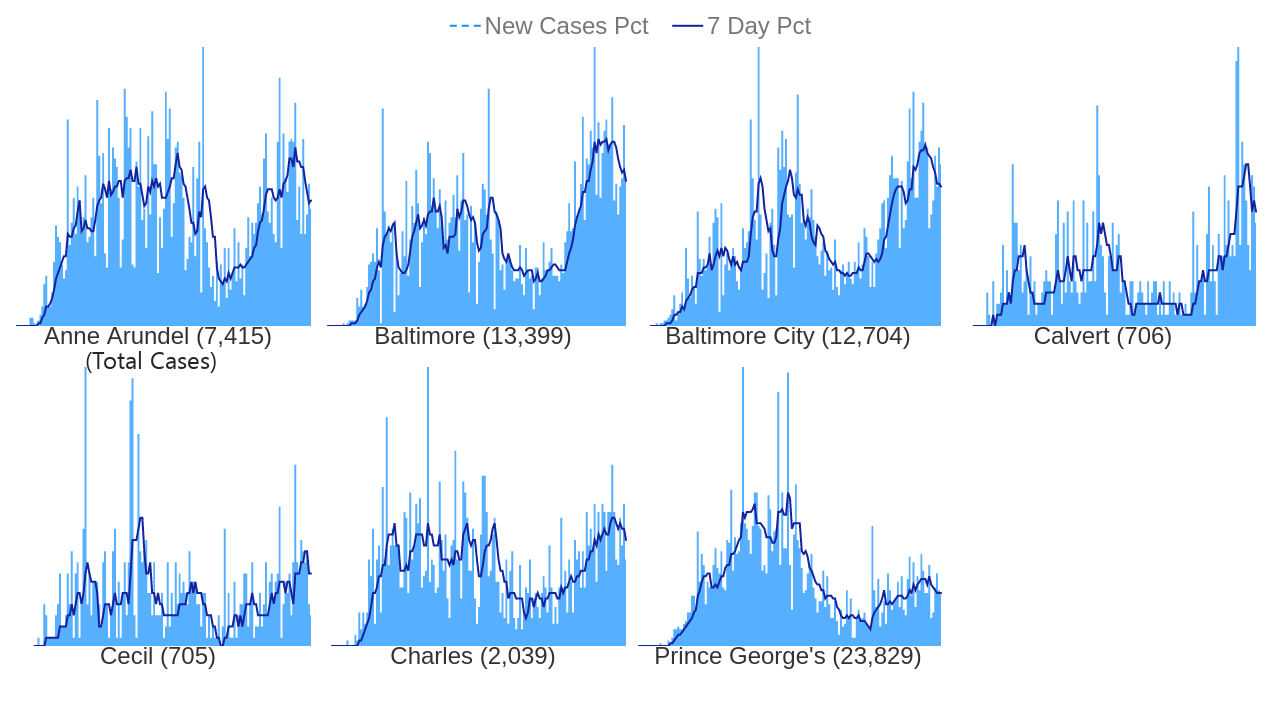 New Cases Pct 7 Day Pct
Anne Arundel (7,415)
(Total Cases)
Baltimore (13,399)
Baltimore City (12,704)
Calvert (706)
Cecil (705)
Charles (2,039)
Prince George's (23,829)